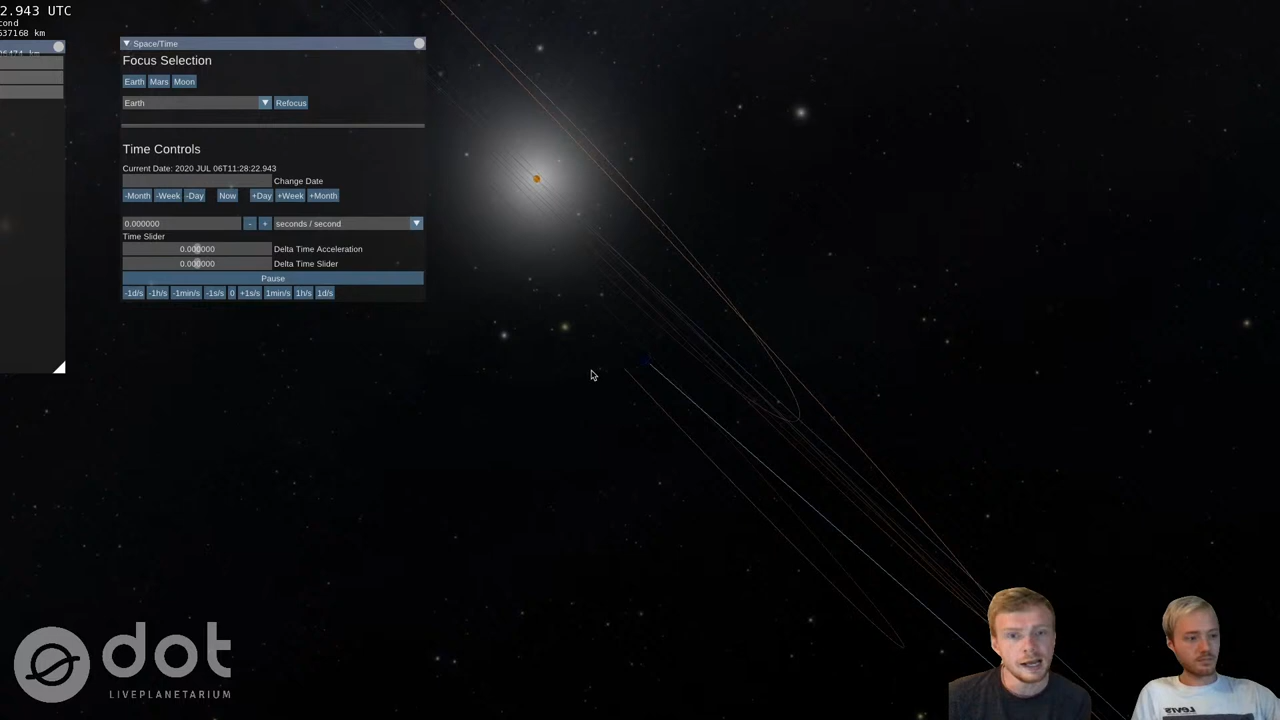 2.943 UTC
cond
637168 km
Space/Time
Focus Selection
Earth Mars Moon
Earth Refocus
Time Controls
Current Date: 2020 JUL 06T11:28:22.943
Change Date
-Month -Week -Day Now +Day +Week +Month
0.000000 - + seconds / second
Time Slider
0.000000 Delta Time Acceleration
0.000000 Delta Time Slider
Pause
-1d/s -1h/s -1min/s -1s/s 0 +1s/s 1min/s 1h/s 1d/s
dot
LIVEPLANETARIUM